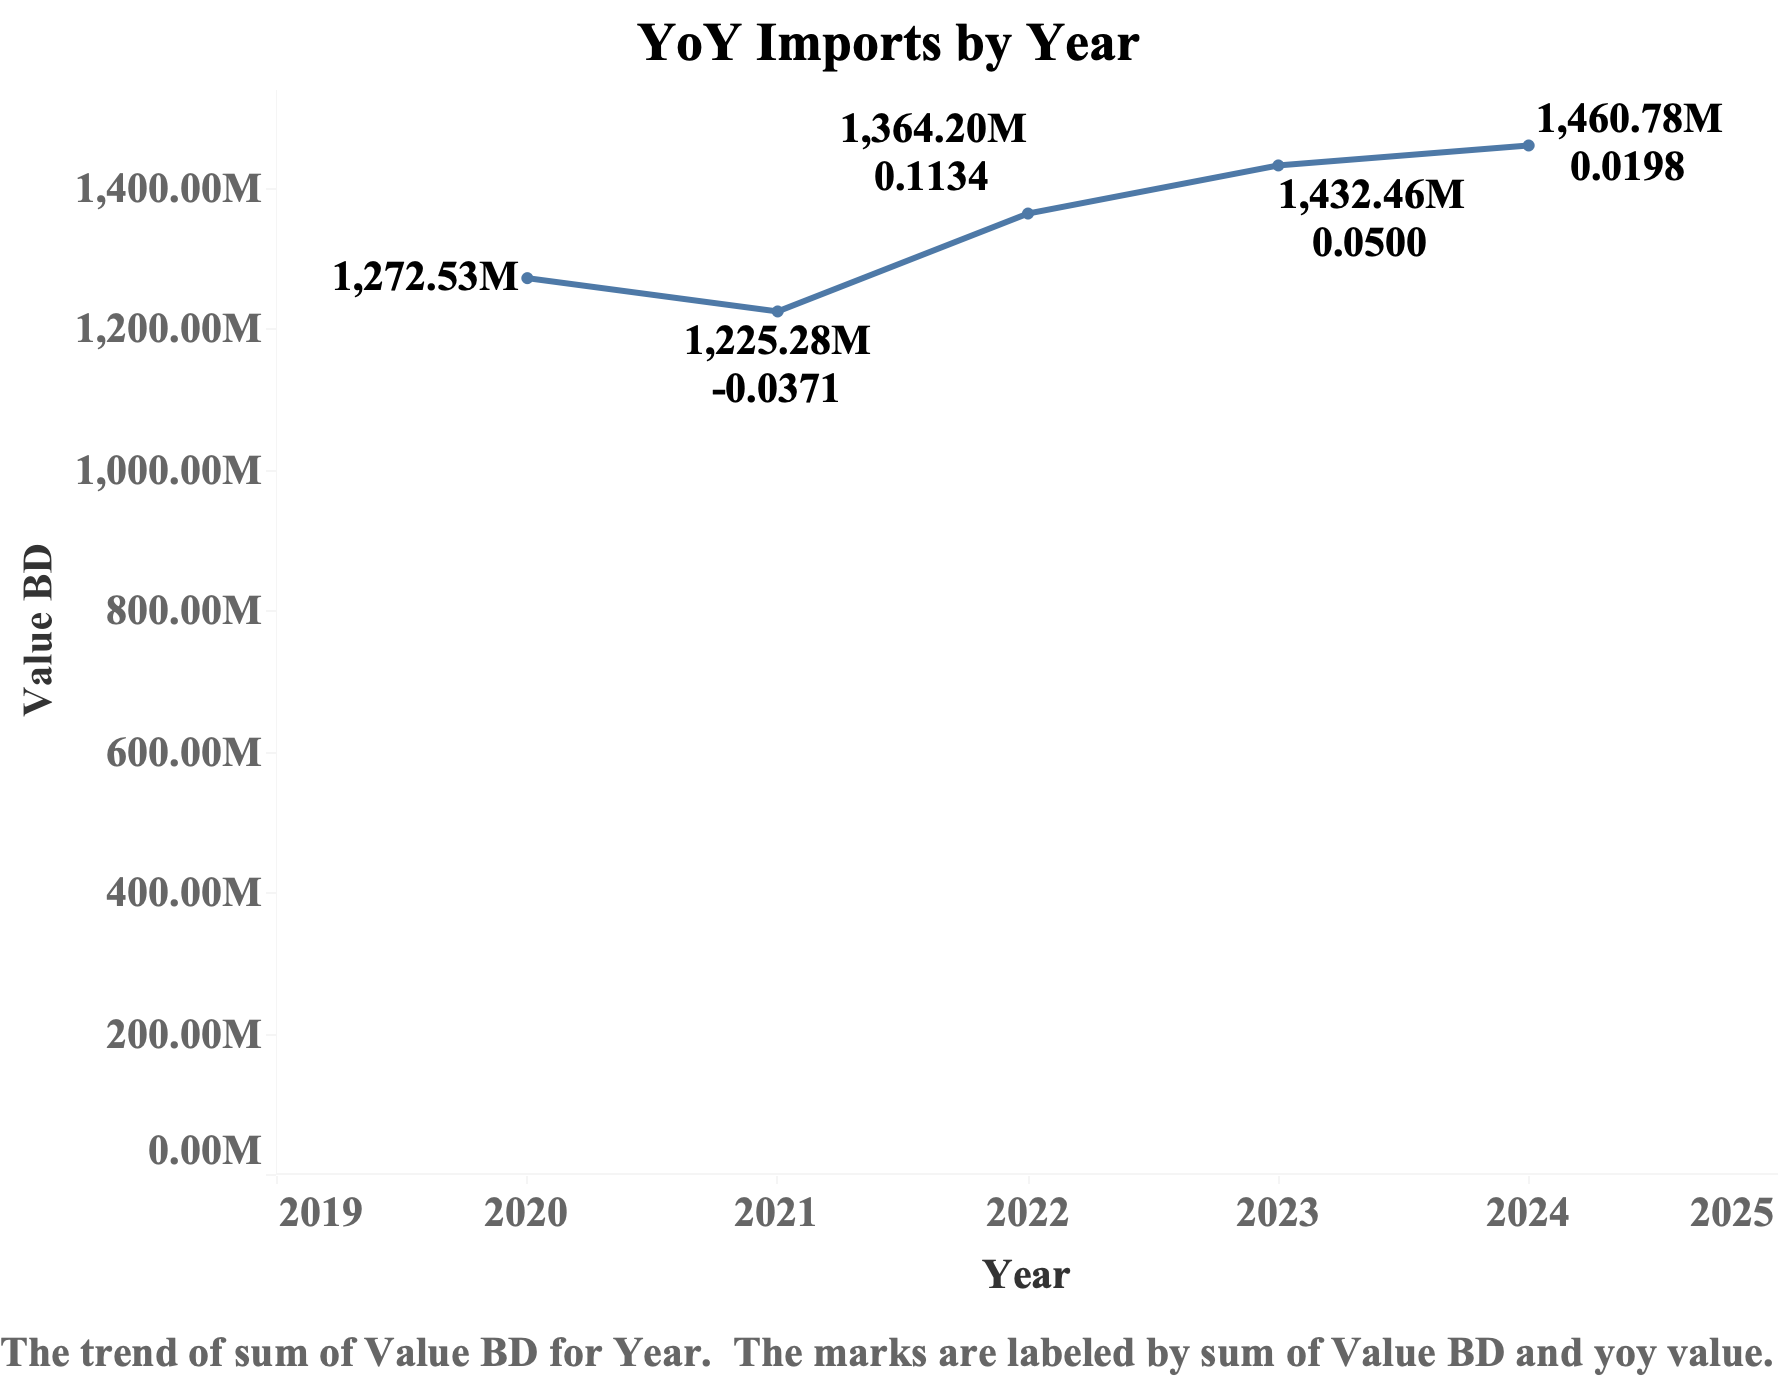 YoY Imports by Year
1,400.00M
1,200.00M
1,000.00M
800.00M
600.00M
400.00M
200.00M
0.00M
Value BD
1,272.53M
1,225.28M
-0.0371
1,364.20M
0.1134
1,432.46M
0.0500
1,460.78M
0.0198
2019 2020 2021 2022 2023 2024 2025
Year
The trend of sum of Value BD for Year.  The marks are labeled by sum of Value BD and yoy value.